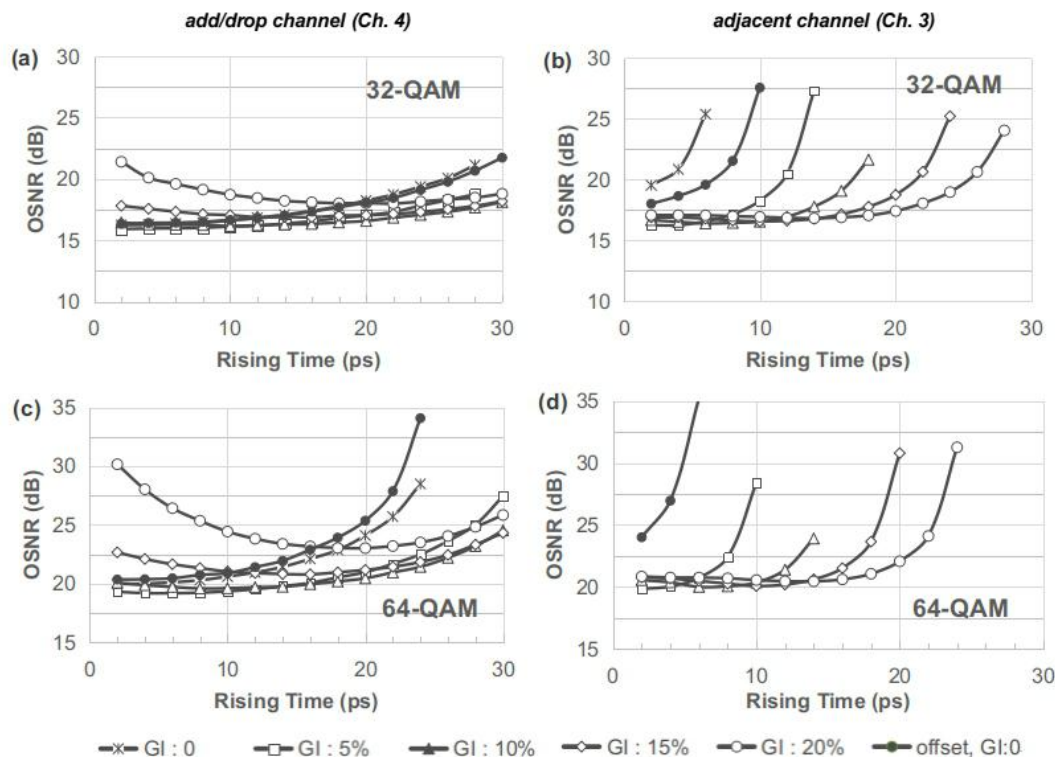 add/drop channel (Ch. 4)
adjacent channel (Ch. 3)
(a)
30
25
20
15
10
OSNR (dB)
32-QAM
0
10
20
30
Rising Time (ps)
(b)
30
25
20
15
10
OSNR (dB)
32-QAM
0
10
20
30
Rising Time (ps)
(c)
35
30
25
20
15
OSNR (dB)
64-QAM
0
10
20
30
Rising Time (ps)
(d)
35
30
25
20
15
OSNR (dB)
64-QAM
0
10
20
30
Rising Time (ps)
GI : 0
GI : 5%
GI : 10%
GI : 15%
GI : 20%
offset, GI:0